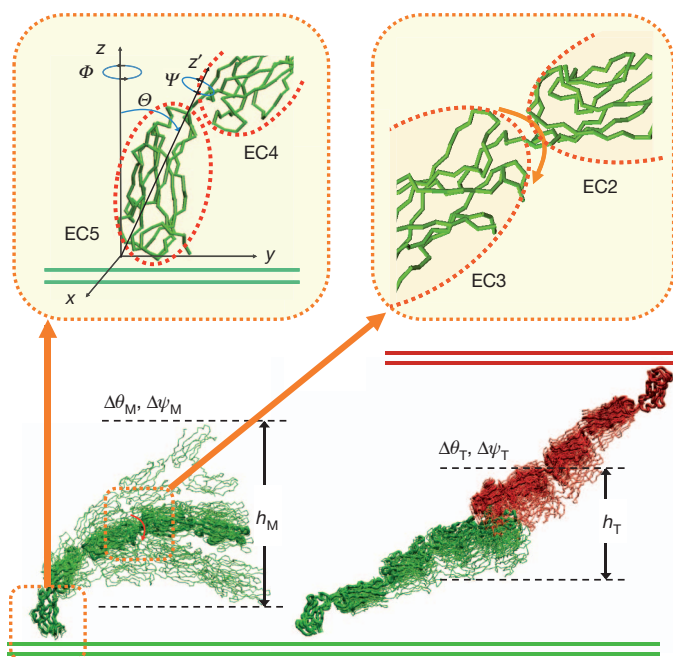 z
Φ
Θ
Ψ
z′
EC4
EC5
y
x
EC2
EC3
Δθ_M, Δψ_M
h_M
Δθ_T, Δψ_T
h_T